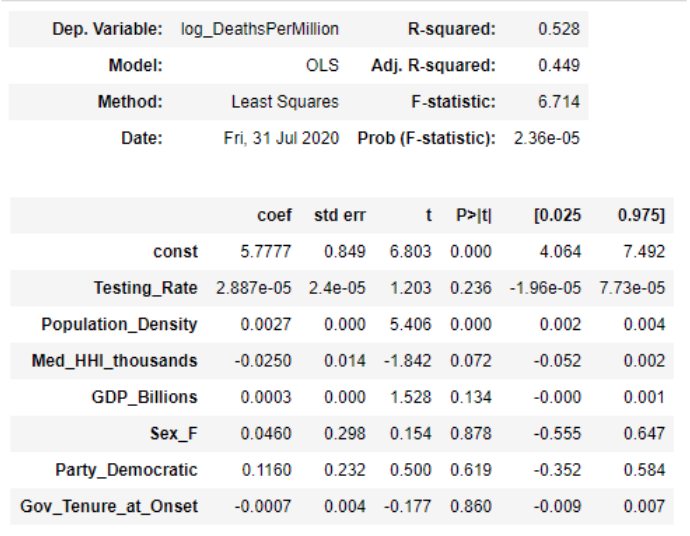 Dep. Variable: log_DeathsPerMillion R-squared: 0.528
Model: OLS Adj. R-squared: 0.449
Method: Least Squares F-statistic: 6.714
Date: Fri, 31 Jul 2020 Prob (F-statistic): 2.36e-05
coef std err t P>|t| [0.025 0.975]
const 5.7777 0.849 6.803 0.000 4.064 7.492
Testing_Rate 2.887e-05 2.4e-05 1.203 0.236 -1.96e-05 7.73e-05
Population_Density 0.0027 0.000 5.406 0.000 0.002 0.004
Med_HHI_thousands -0.0250 0.014 -1.842 0.072 -0.052 0.002
GDP_Billions 0.0003 0.000 1.528 0.134 -0.000 0.001
Sex_F 0.0460 0.298 0.154 0.878 -0.555 0.647
Party_Democratic 0.1160 0.232 0.500 0.619 -0.352 0.584
Gov_Tenure_at_Onset -0.0007 0.004 -0.177 0.860 -0.009 0.007